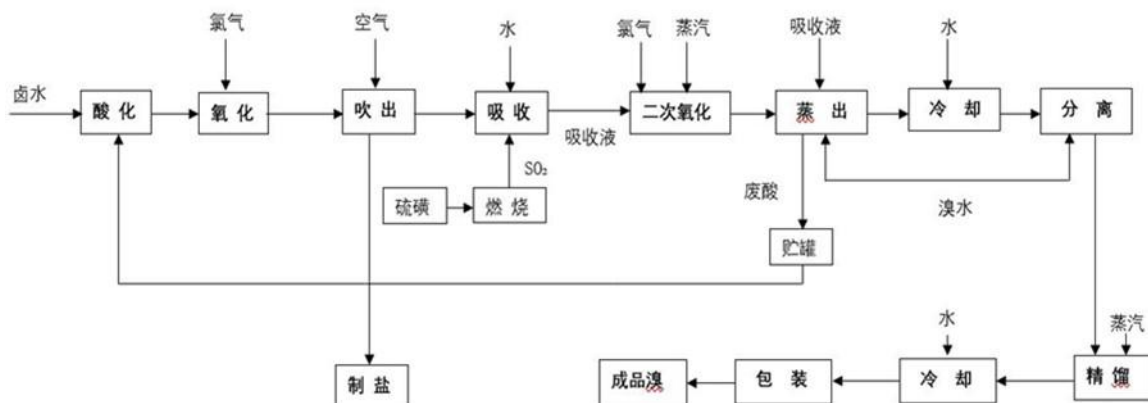 氯气
空气
水
氯气
蒸汽
吸收液
水
卤水
酸化
氧化
吹出
吸收
二次氧化
蒸出
冷却
分离
吸收液
SO₂
硫磺
燃烧
废酸
溴水
贮罐
水
蒸汽
制盐
成品溴
包装
冷却
精馏